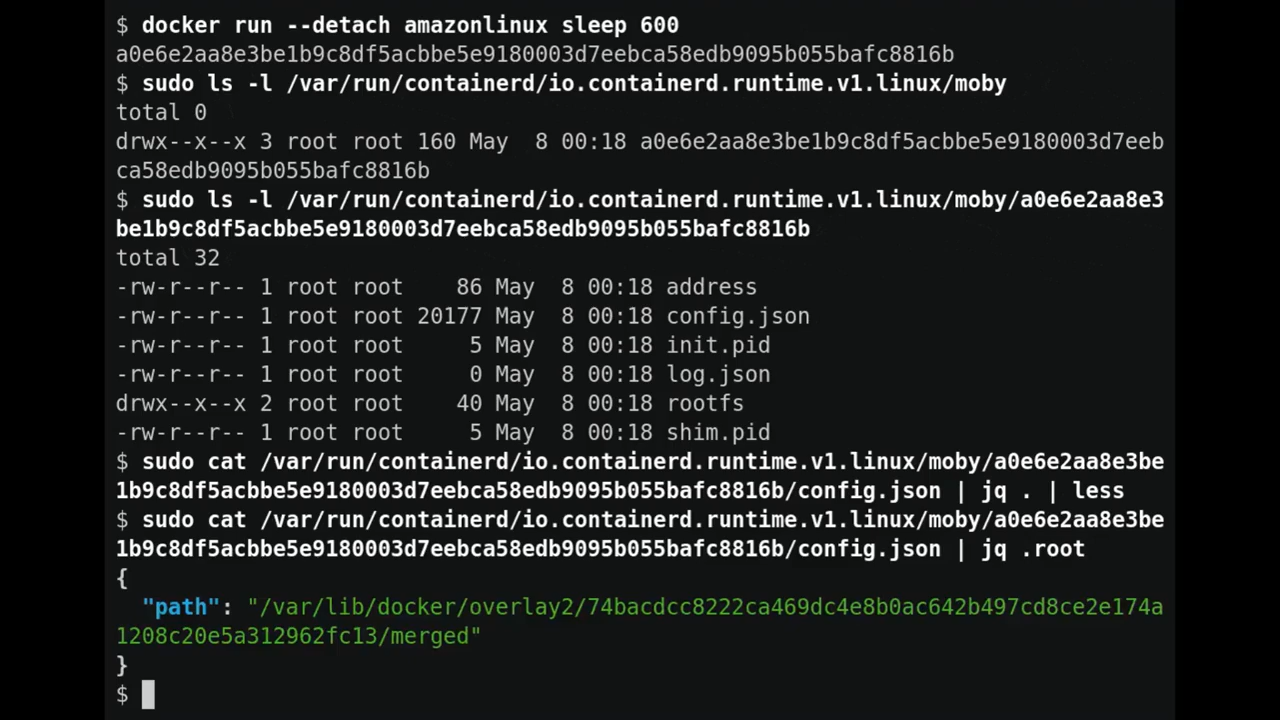 $ docker run --detach amazonlinux sleep 600
a0e6e2aa8e3be1b9c8df5acbbe5e9180003d7eebca58edb9095b055bafc8816b
$ sudo ls -l /var/run/containerd/io.containerd.runtime.v1.linux/moby
total 0
drwx--x--x 3 root root 160 May  8 00:18 a0e6e2aa8e3be1b9c8df5acbbe5e9180003d7eeb
ca58edb9095b055bafc8816b
$ sudo ls -l /var/run/containerd/io.containerd.runtime.v1.linux/moby/a0e6e2aa8e3
be1b9c8df5acbbe5e9180003d7eebca58edb9095b055bafc8816b
total 32
-rw-r--r-- 1 root root    86 May  8 00:18 address
-rw-r--r-- 1 root root 20177 May  8 00:18 config.json
-rw-r--r-- 1 root root     5 May  8 00:18 init.pid
-rw-r--r-- 1 root root     0 May  8 00:18 log.json
drwx--x--x 2 root root    40 May  8 00:18 rootfs
-rw-r--r-- 1 root root     5 May  8 00:18 shim.pid
$ sudo cat /var/run/containerd/io.containerd.runtime.v1.linux/moby/a0e6e2aa8e3be
1b9c8df5acbbe5e9180003d7eebca58edb9095b055bafc8816b/config.json | jq . | less
$ sudo cat /var/run/containerd/io.containerd.runtime.v1.linux/moby/a0e6e2aa8e3be
1b9c8df5acbbe5e9180003d7eebca58edb9095b055bafc8816b/config.json | jq .root
{
  "path": "/var/lib/docker/overlay2/74bacdcc8222ca469dc4e8b0ac642b497cd8ce2e174a
1208c20e5a312962fc13/merged"
}
$